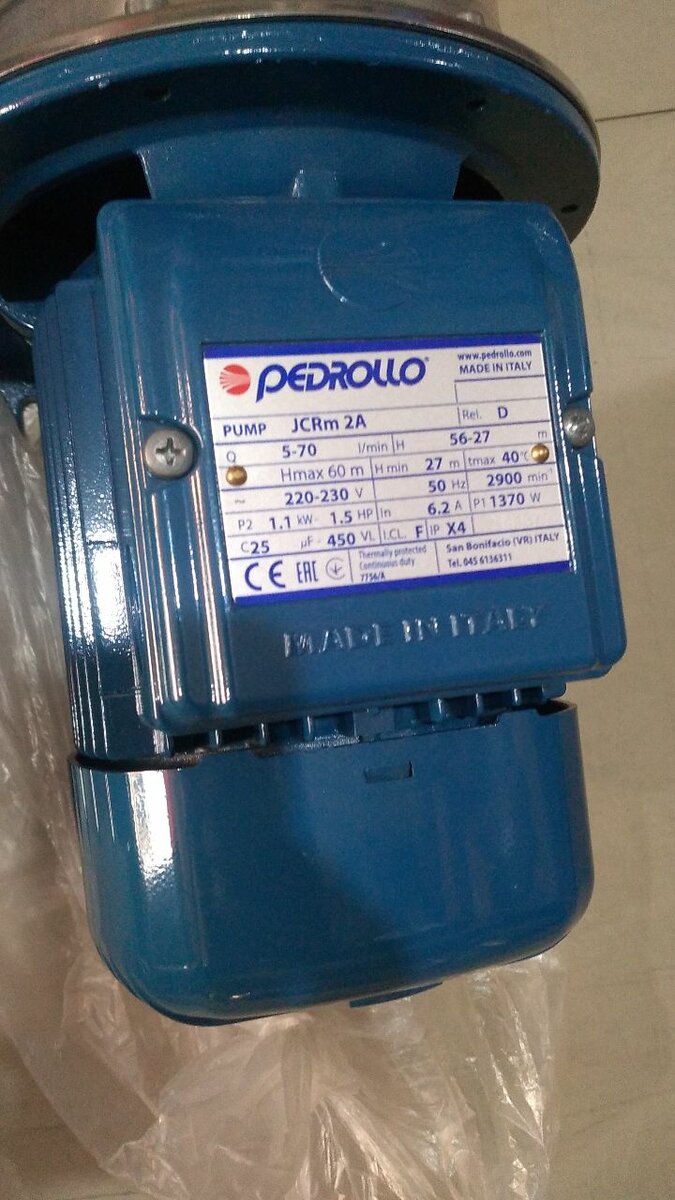 PEDROLLO
www.pedrollo.com
MADE IN ITALY
PUMP JCRm 2A Rel. D
Q 5-70 l/min H 56-27 m
Hmax 60 m H min 27 m tmax 40°C
~ 220-230 V 50 Hz 2900 min⁻¹
P2 1.1 kW 1.5 HP In 6.2 A P1 1370 W
C 25 µF 450 VL I.CL. F IP X4
CE EAC Thermally protected
Continuous duty
7756/A
San Bonifacio (VR) ITALY
Tel. 045 6136311
MADE IN ITALY